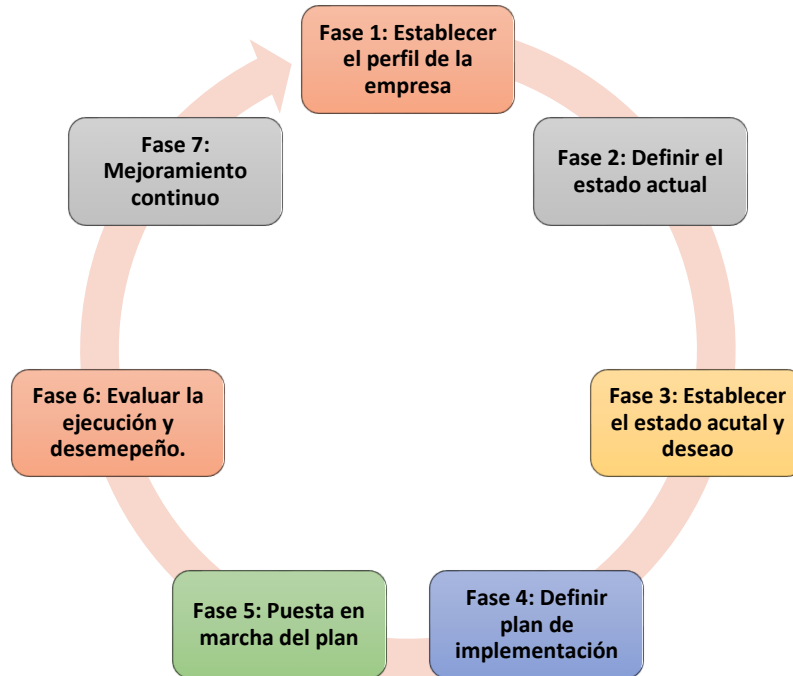 Fase 1: Establecer
el perfil de la
empresa
Fase 2: Definir el
estado actual
Fase 3: Establecer
el estado acutal y
deseao
Fase 4: Definir
plan de
implementación
Fase 5: Puesta en
marcha del plan
Fase 6: Evaluar la
ejecución y
desemepeño.
Fase 7:
Mejoramiento
continuo